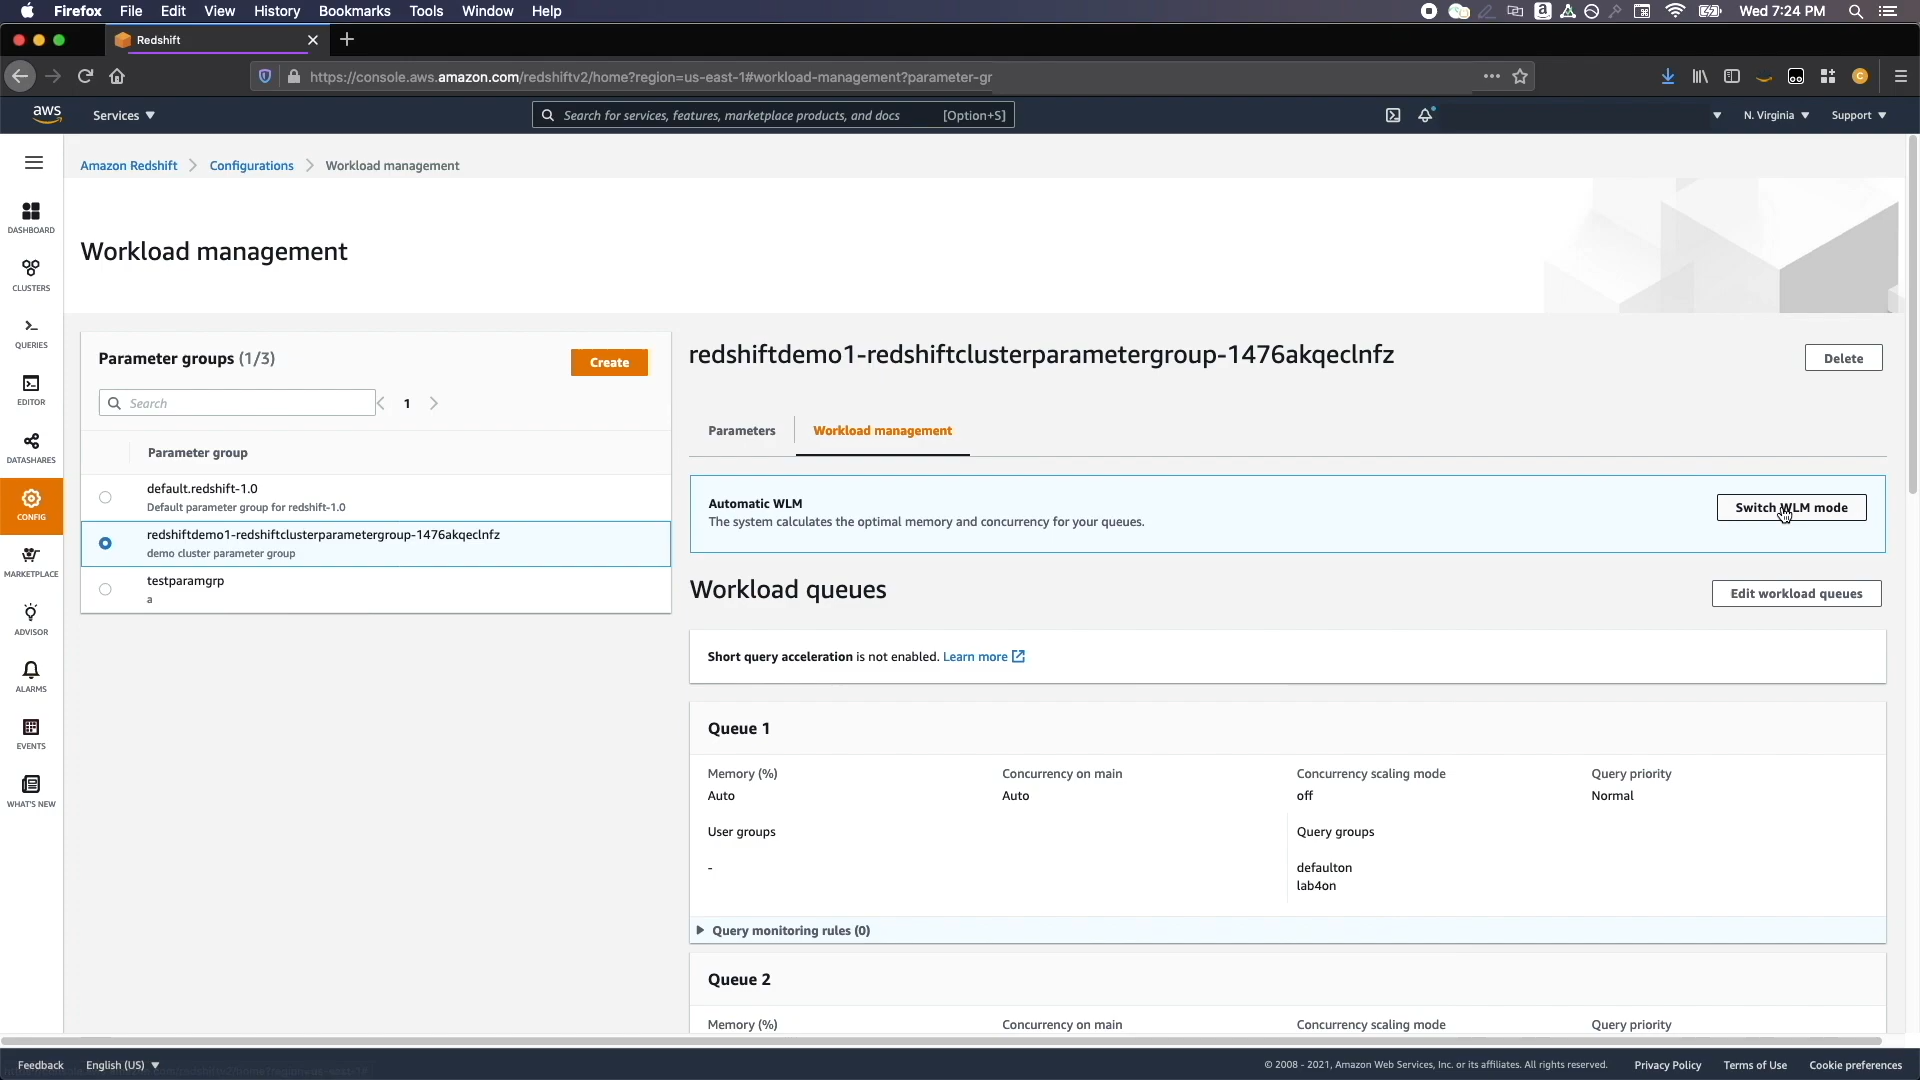 Firefox File Edit View History Bookmarks Tools Window Help
Wed 7:24 PM
Redshift
https://console.aws.amazon.com/redshiftv2/home?region=us-east-1#workload-management?parameter-gr
aws Services
Search for services, features, marketplace products, and docs [Option+S]
N. Virginia Support
Amazon Redshift Configurations Workload management
DASHBOARD
CLUSTERS
QUERIES
EDITOR
DATASHARES
CONFIG
MARKETPLACE
ADVISOR
ALARMS
EVENTS
WHAT'S NEW
Workload management
Parameter groups (1/3)
Create
Search
1
Parameter group
default.redshift-1.0
Default parameter group for redshift-1.0
redshiftdemo1-redshiftclusterparametergroup-1476akqeclnfz
demo cluster parameter group
testparamgrp
a
redshiftdemo1-redshiftclusterparametergroup-1476akqeclnfz
Delete
Parameters Workload management
Automatic WLM
The system calculates the optimal memory and concurrency for your queues.
Switch WLM mode
Workload queues
Edit workload queues
Short query acceleration is not enabled. Learn more
Queue 1
Memory (%) Concurrency on main Concurrency scaling mode Query priority
Auto Auto off Normal
User groups Query groups
- defaulton
lab4on
Query monitoring rules (0)
Queue 2
Memory (%) Concurrency on main Concurrency scaling mode Query priority
Feedback English (US)
© 2008 - 2021, Amazon Web Services, Inc. or its affiliates. All rights reserved. Privacy Policy Terms of Use Cookie preferences